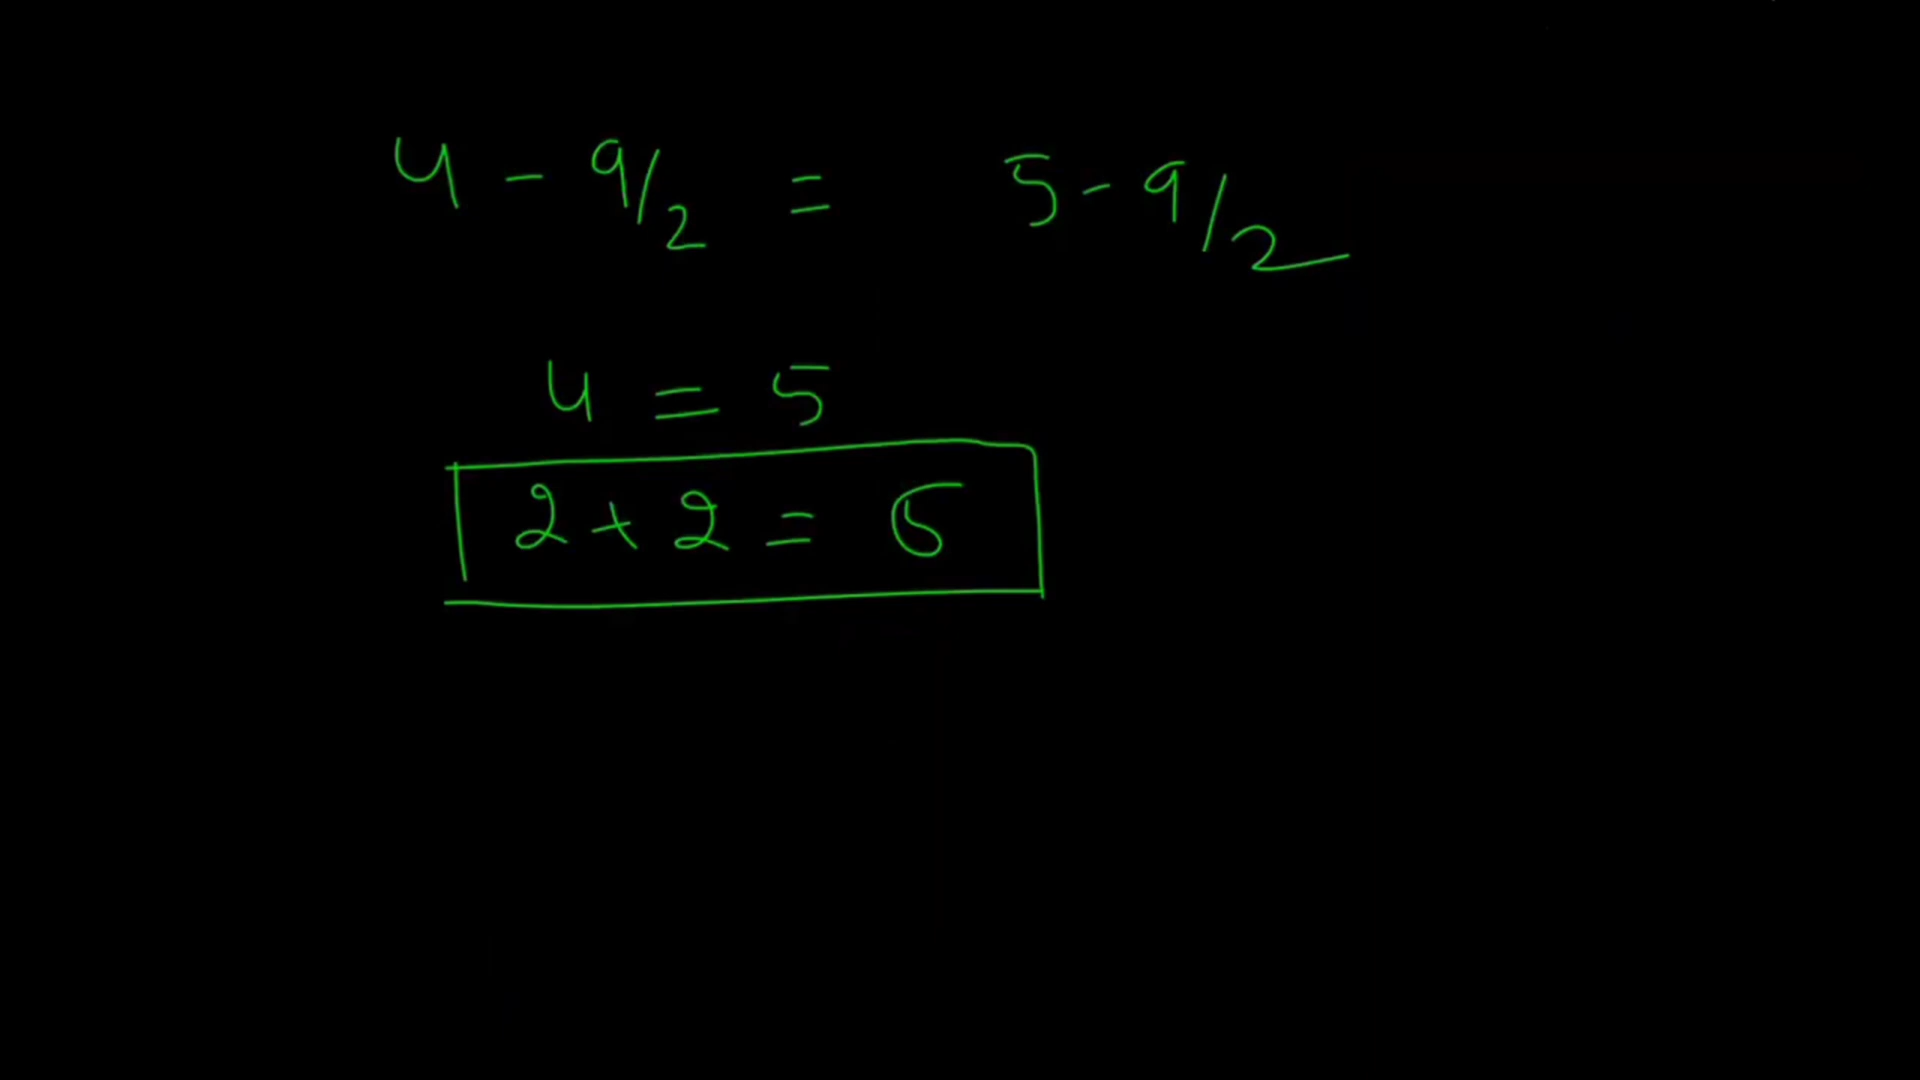 4 - 9/2 = 5 - 9/2
4 = 5
2 + 2 = 5